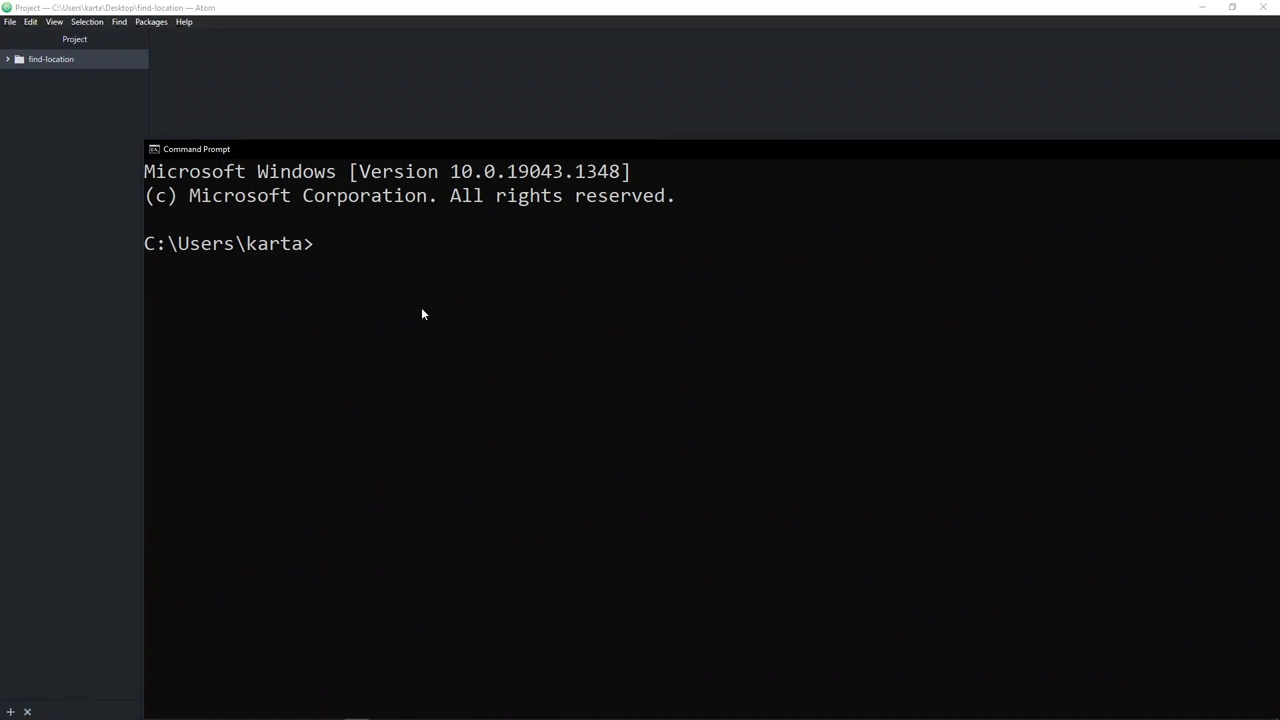 Project — C:\Users\karta\Desktop\find-location — Atom
File Edit View Selection Find Packages Help
Project
find-location
Command Prompt
Microsoft Windows [Version 10.0.19043.1348]
(c) Microsoft Corporation. All rights reserved.
C:\Users\karta>